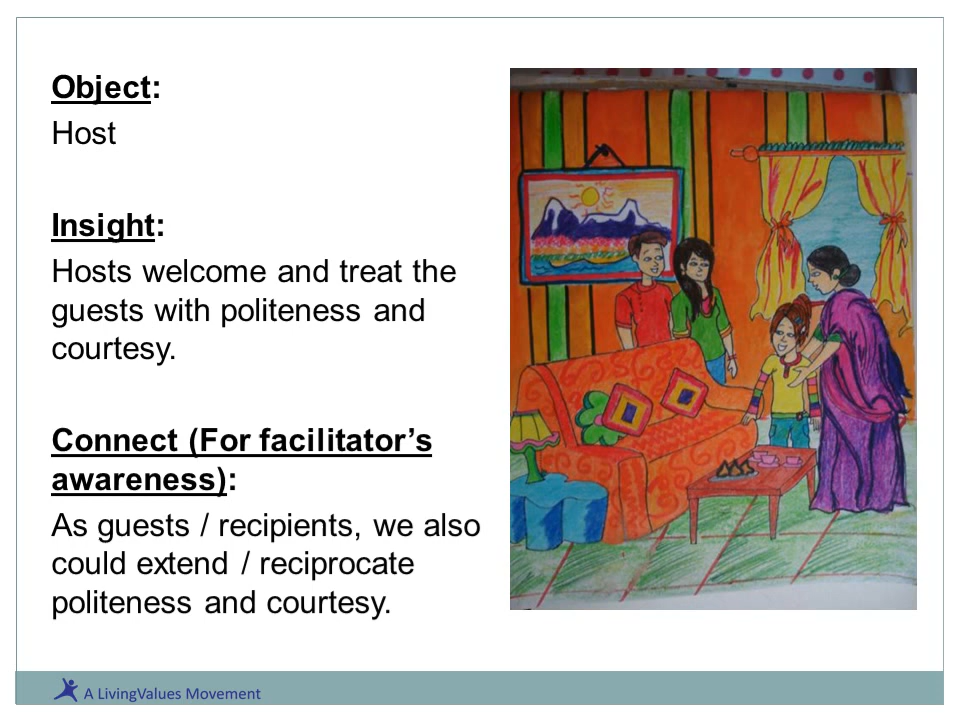 Object:
Host
Insight:
Hosts welcome and treat the
guests with politeness and
courtesy.
Connect (For facilitator’s
awareness):
As guests / recipients, we also
could extend / reciprocate
politeness and courtesy.
A LivingValues Movement